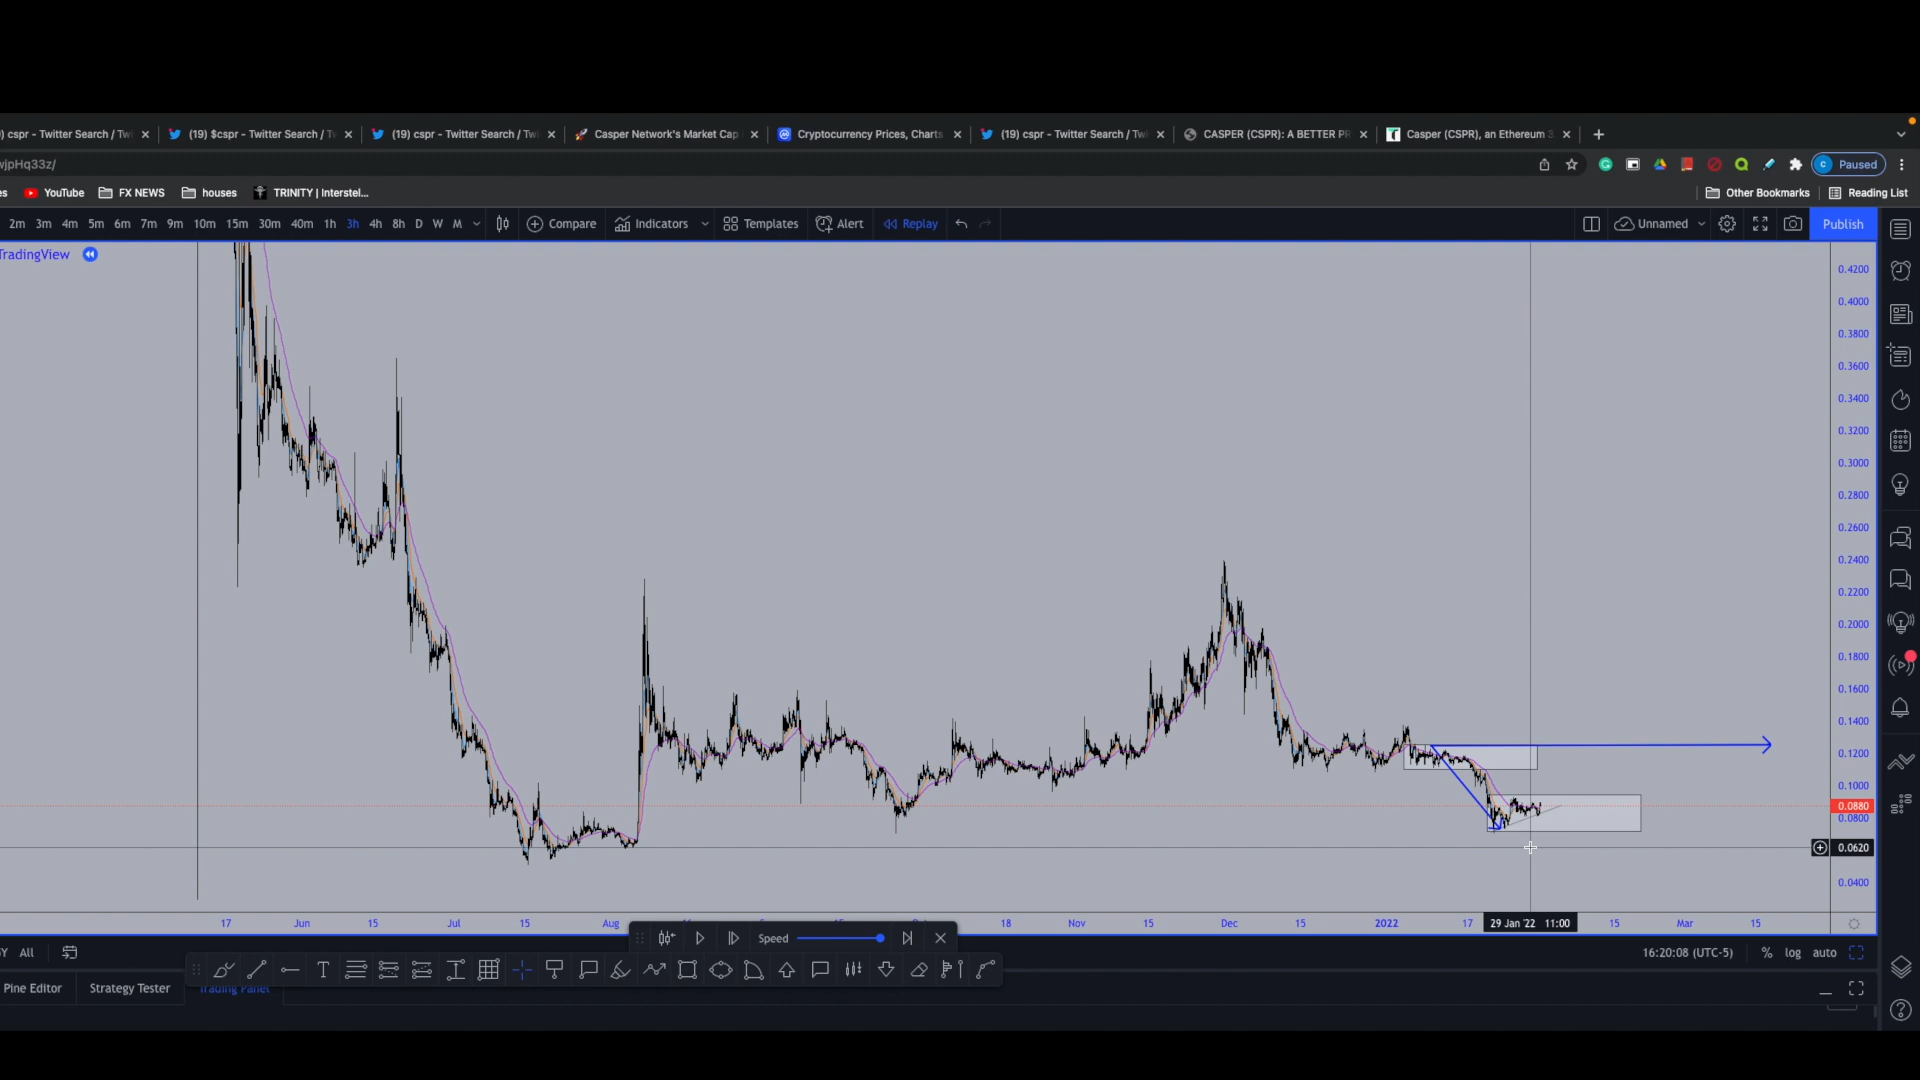 ) cspr - Twitter Search / Twi (19) $cspr - Twitter Search / Tw (19) cspr - Twitter Search / Twi Casper Network's Market Cap Cryptocurrency Prices, Charts (19) cspr - Twitter Search / Twi CASPER (CSPR): A BETTER PR Casper (CSPR), an Ethereum 3
wjpHq33z/ C Paused
es YouTube FX NEWS houses TRINITY | Interstel... Other Bookmarks Reading List
2m 3m 4m 5m 6m 7m 9m 10m 15m 30m 40m 1h 3h 4h 8h D W M Compare Indicators Templates Alert Replay Unnamed Publish
TradingView
0.4200
0.4000
0.3800
0.3600
0.3400
0.3200
0.3000
0.2800
0.2600
0.2400
0.2200
0.2000
0.1800
0.1600
0.1400
0.1200
0.1000
0.0880
0.0800
0.0620
0.0400
17 Jun 15 Jul 15 Aug 18 Nov 15 Dec 15 2022 17 29 Jan '22 11:00 15 Mar 15
Speed
Y All 16:20:08 (UTC-5) % log auto
Pine Editor Strategy Tester Trading Panel